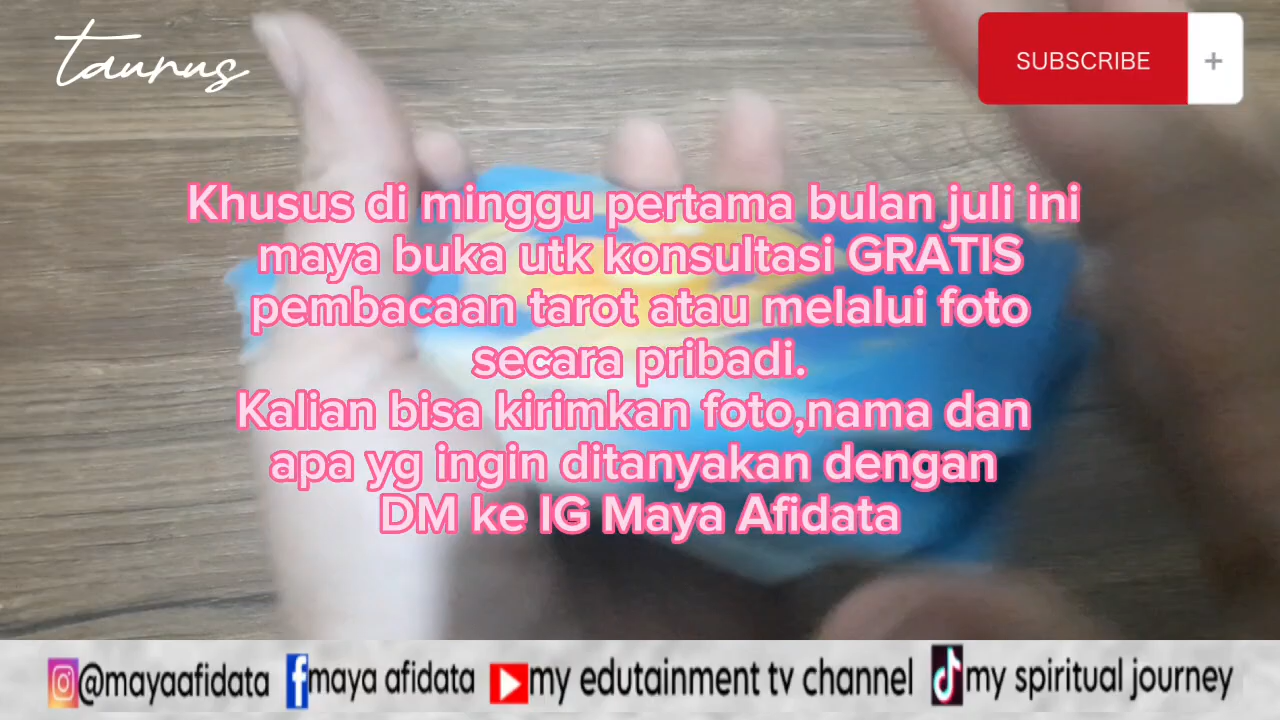 taurus
SUBSCRIBE +
Khusus di minggu pertama bulan juli ini
maya buka utk konsultasi GRATIS
pembacaan tarot atau melalui foto
secara pribadi.
Kalian bisa kirimkan foto,nama dan
apa yg ingin ditanyakan dengan
DM ke IG Maya Afidata
@mayaafidata maya afidata my edutainment tv channel my spiritual journey